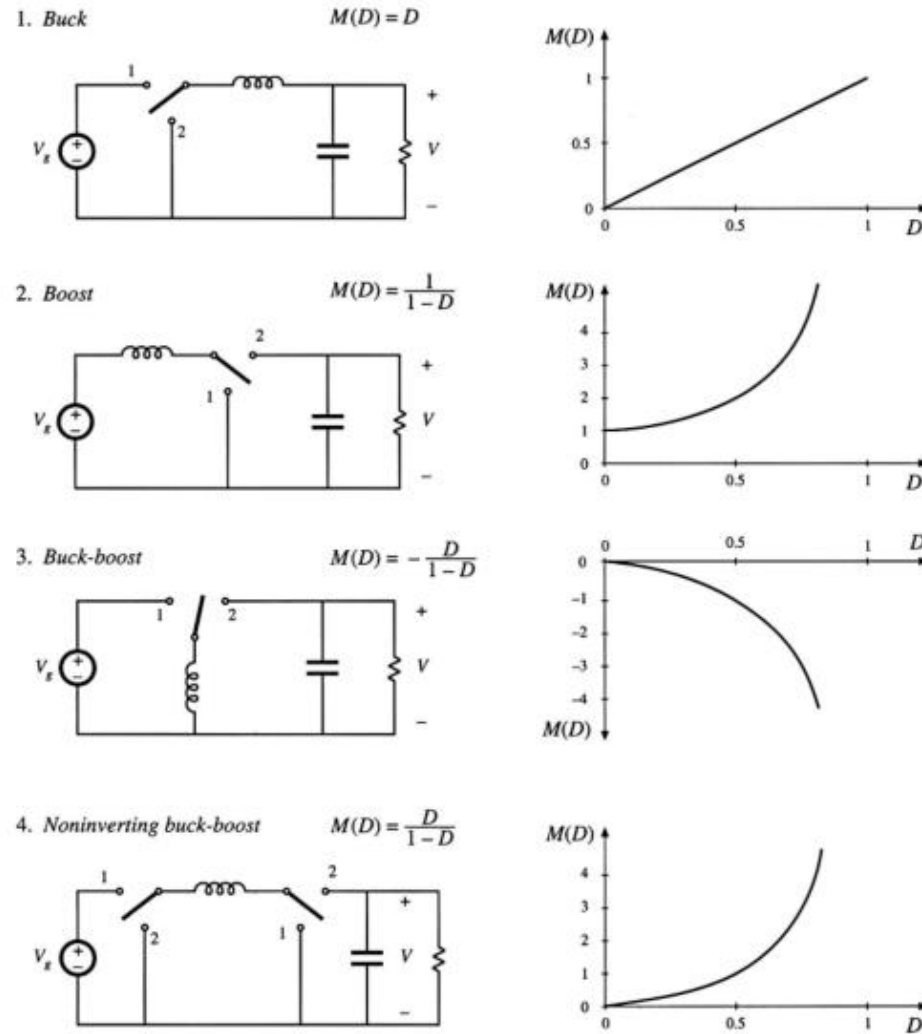 1. Buck
M(D) = D
1
2
V_g
+
−
+
V
−
M(D)
1
0.5
0
0
0.5
1
D
2. Boost
M(D) = 1/(1 − D)
2
1
V_g
+
−
+
V
−
M(D)
4
3
2
1
0
0
0.5
1
D
3. Buck-boost
M(D) = − D/(1 − D)
1
2
V_g
+
−
+
V
−
0
0.5
1
D
0
−1
−2
−3
−4
M(D)
4. Noninverting buck-boost
M(D) = D/(1 − D)
1
2
2
1
V_g
+
−
+
V
−
M(D)
4
3
2
1
0
0
0.5
1
D